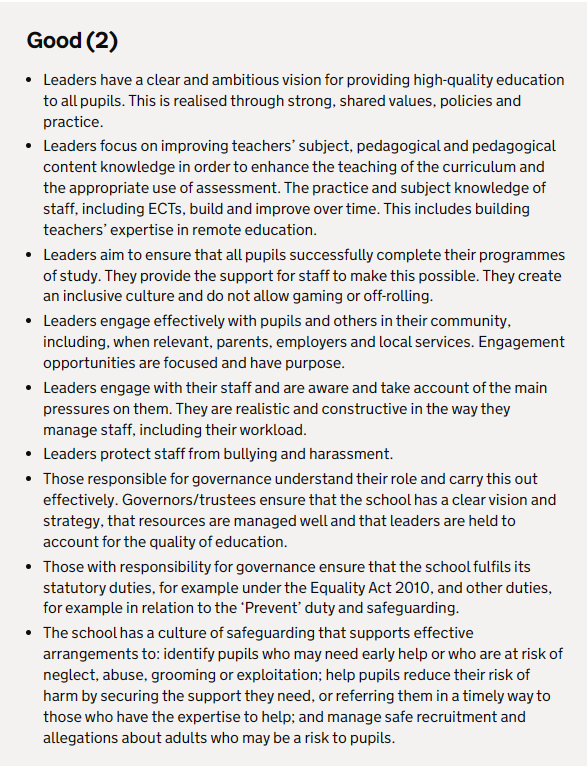 Good (2)
• Leaders have a clear and ambitious vision for providing high-quality education
to all pupils. This is realised through strong, shared values, policies and
practice.
• Leaders focus on improving teachers’ subject, pedagogical and pedagogical
content knowledge in order to enhance the teaching of the curriculum and
the appropriate use of assessment. The practice and subject knowledge of
staff, including ECTs, build and improve over time. This includes building
teachers’ expertise in remote education.
• Leaders aim to ensure that all pupils successfully complete their programmes
of study. They provide the support for staff to make this possible. They create
an inclusive culture and do not allow gaming or off-rolling.
• Leaders engage effectively with pupils and others in their community,
including, when relevant, parents, employers and local services. Engagement
opportunities are focused and have purpose.
• Leaders engage with their staff and are aware and take account of the main
pressures on them. They are realistic and constructive in the way they
manage staff, including their workload.
• Leaders protect staff from bullying and harassment.
• Those responsible for governance understand their role and carry this out
effectively. Governors/trustees ensure that the school has a clear vision and
strategy, that resources are managed well and that leaders are held to
account for the quality of education.
• Those with responsibility for governance ensure that the school fulfils its
statutory duties, for example under the Equality Act 2010, and other duties,
for example in relation to the ‘Prevent’ duty and safeguarding.
• The school has a culture of safeguarding that supports effective
arrangements to: identify pupils who may need early help or who are at risk of
neglect, abuse, grooming or exploitation; help pupils reduce their risk of
harm by securing the support they need, or referring them in a timely way to
those who have the expertise to help; and manage safe recruitment and
allegations about adults who may be a risk to pupils.